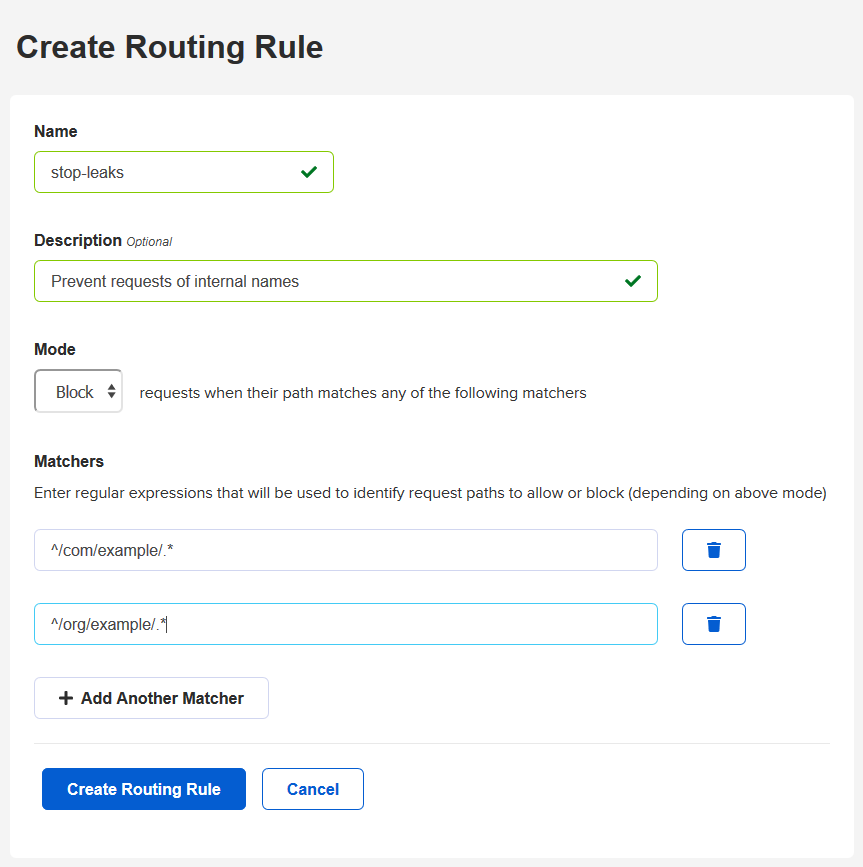 Create Routing Rule
Name
stop-leaks
Description Optional
Prevent requests of internal names
Mode
Block requests when their path matches any of the following matchers
Matchers
Enter regular expressions that will be used to identify request paths to allow or block (depending on above mode)
^/com/example/.*
^/org/example/.*
Add Another Matcher
Create Routing Rule Cancel